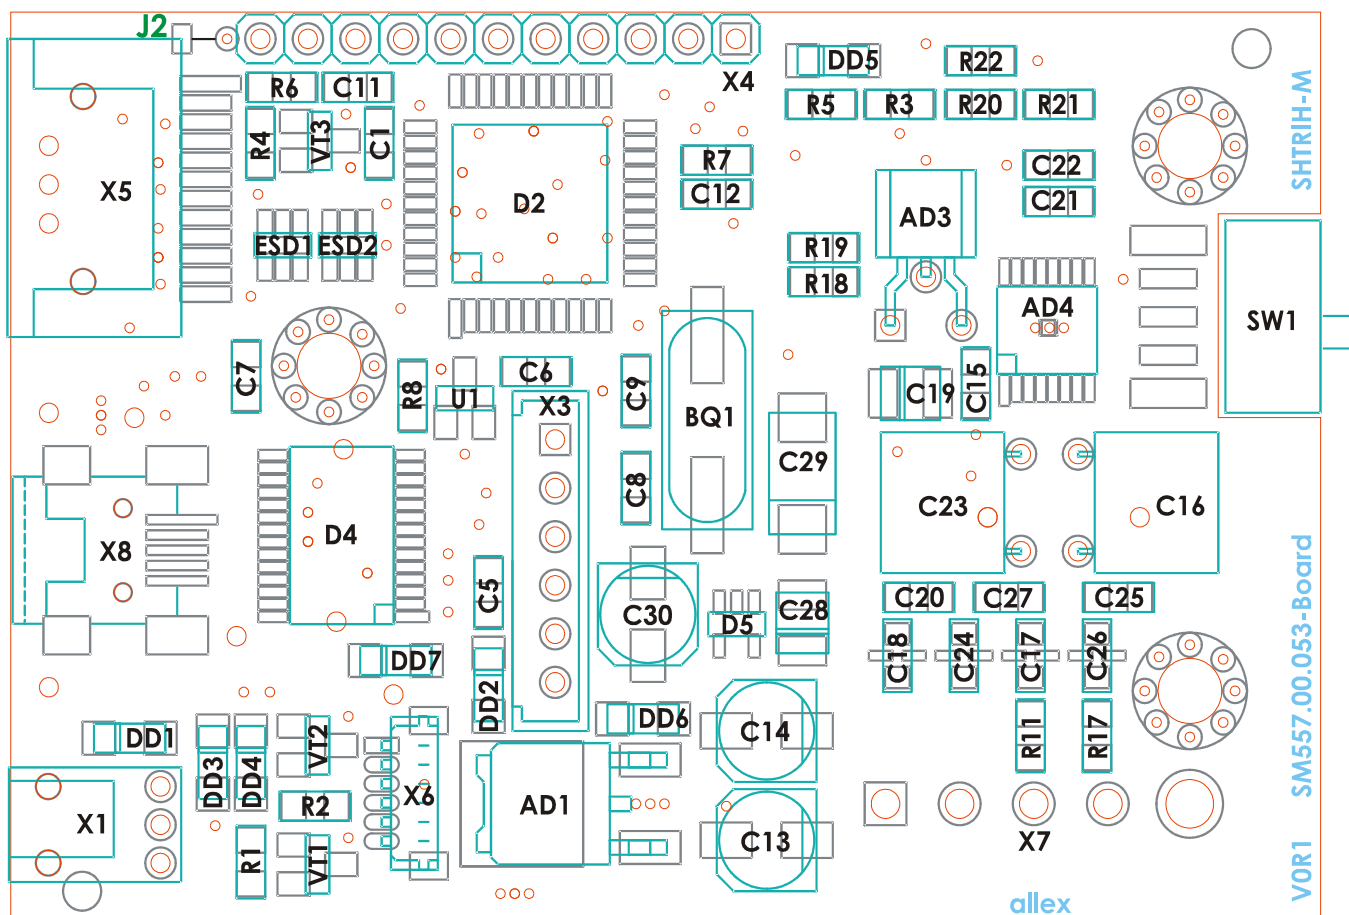 J2
X4
DD5
R22
R6
C11
R5
R3
R20
R21
R4
VT3
C1
R7
C22
X5
D2
C12
C21
AD3
ESD1
ESD2
R19
R18
AD4
SW1
SHTRIH-M
C7
R8
U1
C6
X3
C9
BQ1
C19
C15
C29
C8
C23
C16
D4
X8
C5
C30
D5
C28
C20
C27
C25
C18
C24
C17
C26
DD7
DD2
DD6
C14
R11
R17
DD1
DD3
DD4
VT2
R2
X6
AD1
X1
X7
C13
R1
VT1
V0R1 SM557.00.053-Board
allex